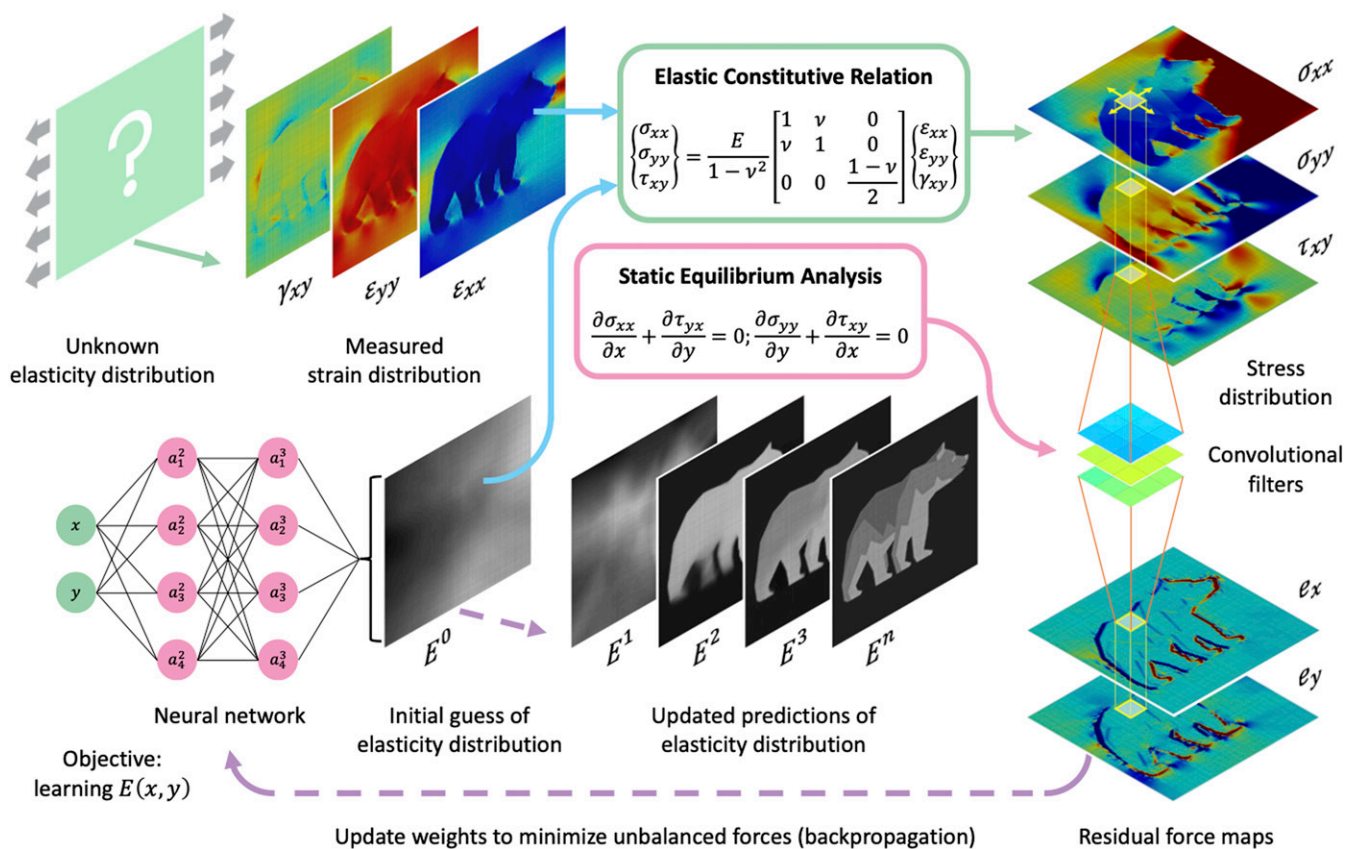 ?
γxy
εyy
εxx
Unknown
elasticity distribution
Measured
strain distribution
Elastic Constitutive Relation
{σxx σyy τxy} = E / (1 − ν²) [1 ν 0; ν 1 0; 0 0 (1 − ν)/2] {εxx εyy γxy}
Static Equilibrium Analysis
∂σxx/∂x + ∂τyx/∂y = 0; ∂σyy/∂y + ∂τxy/∂x = 0
σxx
σyy
τxy
Stress
distribution
Convolutional
filters
x
y
a₁²
a₂²
a₃²
a₄²
a₁³
a₂³
a₃³
a₄³
E⁰
E¹
E²
E³
Eⁿ
ex
ey
Neural network
Initial guess of
elasticity distribution
Updated predictions of
elasticity distribution
Objective:
learning E(x, y)
Update weights to minimize unbalanced forces (backpropagation)
Residual force maps